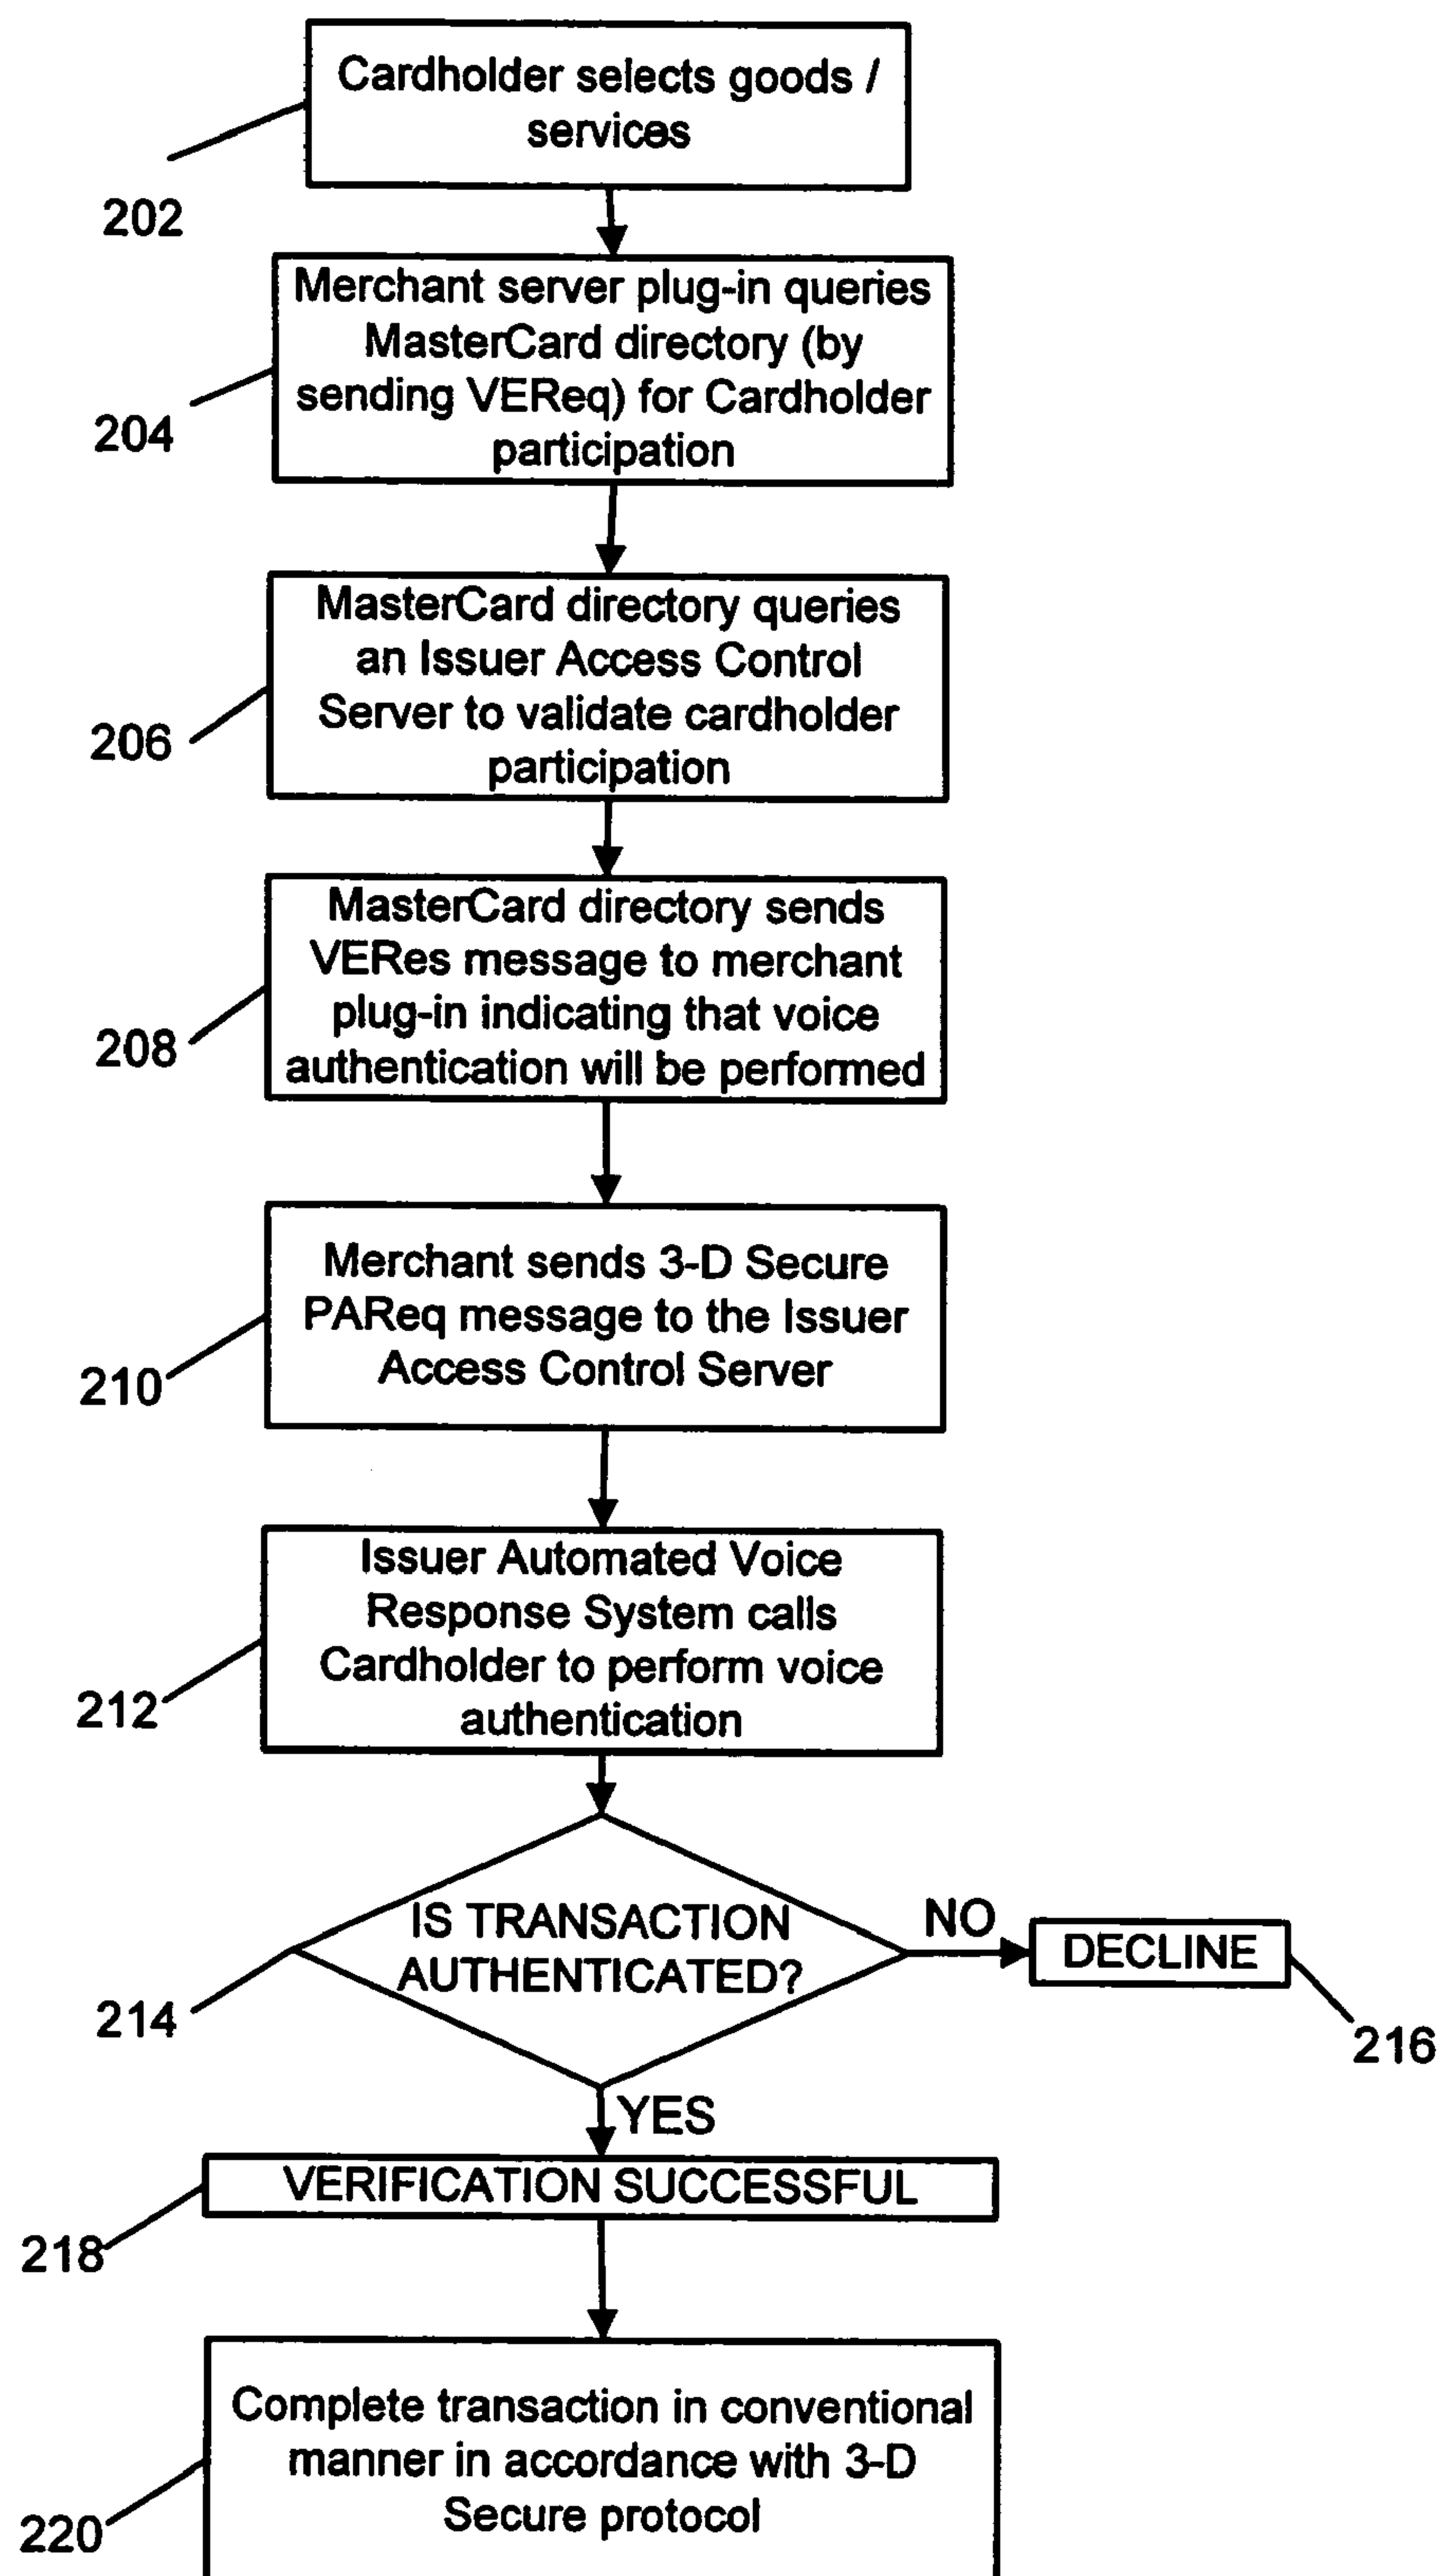 Cardholder selects goods /
services
202
Merchant server plug-in queries
MasterCard directory (by
sending VEReq) for Cardholder
participation
204
MasterCard directory queries
an Issuer Access Control
Server to validate cardholder
participation
206
MasterCard directory sends
VERes message to merchant
plug-in indicating that voice
authentication will be performed
208
Merchant sends 3-D Secure
PAReq message to the Issuer
Access Control Server
210
Issuer Automated Voice
Response System calls
Cardholder to perform voice
authentication
212
IS TRANSACTION
AUTHENTICATED?
214
NO
DECLINE
216
YES
VERIFICATION SUCCESSFUL
218
Complete transaction in conventional
manner in accordance with 3-D
Secure protocol
220